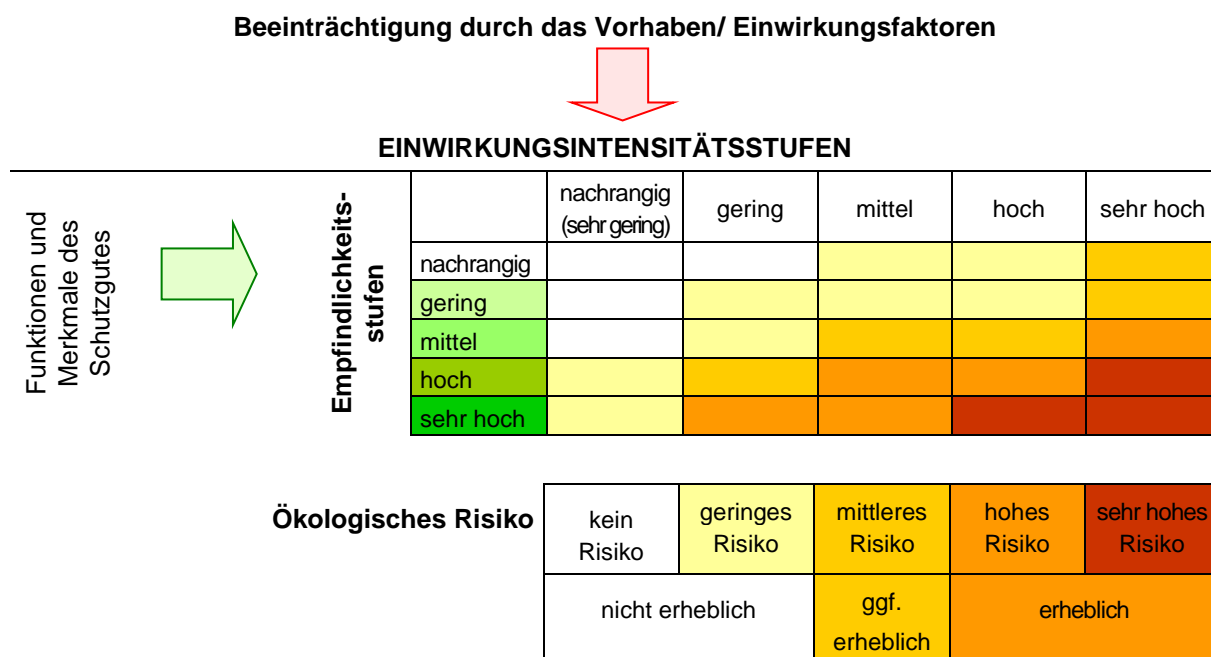 Beeinträchtigung durch das Vorhaben/ Einwirkungsfaktoren
EINWIRKUNGSINTENSITÄTSSTUFEN
Funktionen und
Merkmale des
Schutzgutes
Empfindlichkeits-
stufen
nachrangig
(sehr gering)
gering
mittel
hoch
sehr hoch
nachrangig
gering
mittel
hoch
sehr hoch
Ökologisches Risiko
kein
Risiko
geringes
Risiko
mittleres
Risiko
hohes
Risiko
sehr hohes
Risiko
nicht erheblich
ggf.
erheblich
erheblich